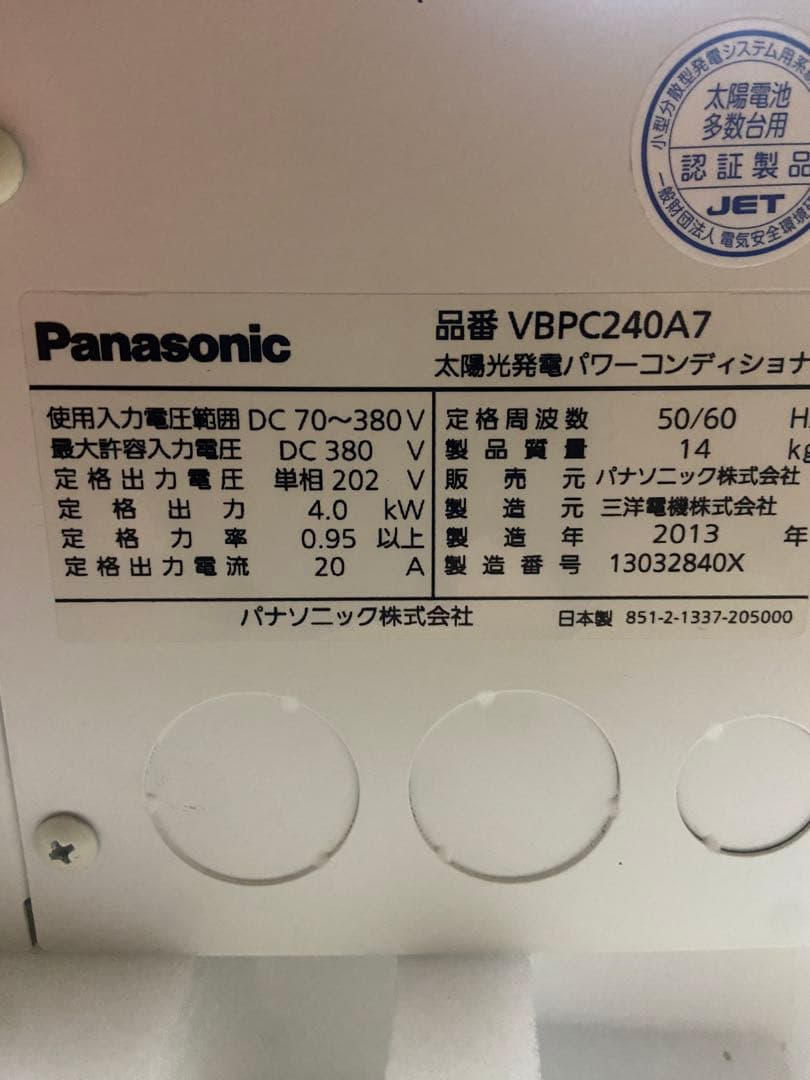 小型分散型発電システム用系
太陽電池
多数台用
認証製品
JET
一般財団法人 電気安全環境
Panasonic
品番 VBPC240A7
太陽光発電パワーコンディショナ
使用入力電圧範囲 DC 70～380 V
最大許容入力電圧 DC 380 V
定格出力電圧 単相 202 V
定格出力 4.0 kW
定格力率 0.95 以上
定格出力電流 20 A
定格周波数 50/60 Hz
製品質量 14 kg
販売元 パナソニック株式会社
製造元 三洋電機株式会社
製造年 2013 年
製造番号 13032840X
パナソニック株式会社
日本製 851-2-1337-205000